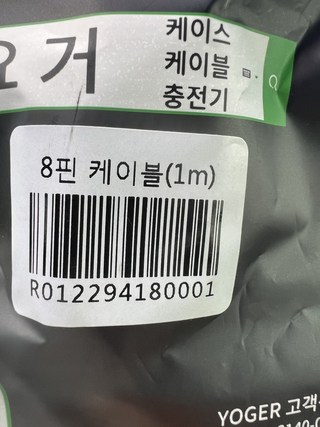 요거
케이스
케이블
충전기
8핀 케이블(1m)
R012294180001
YOGER 고객